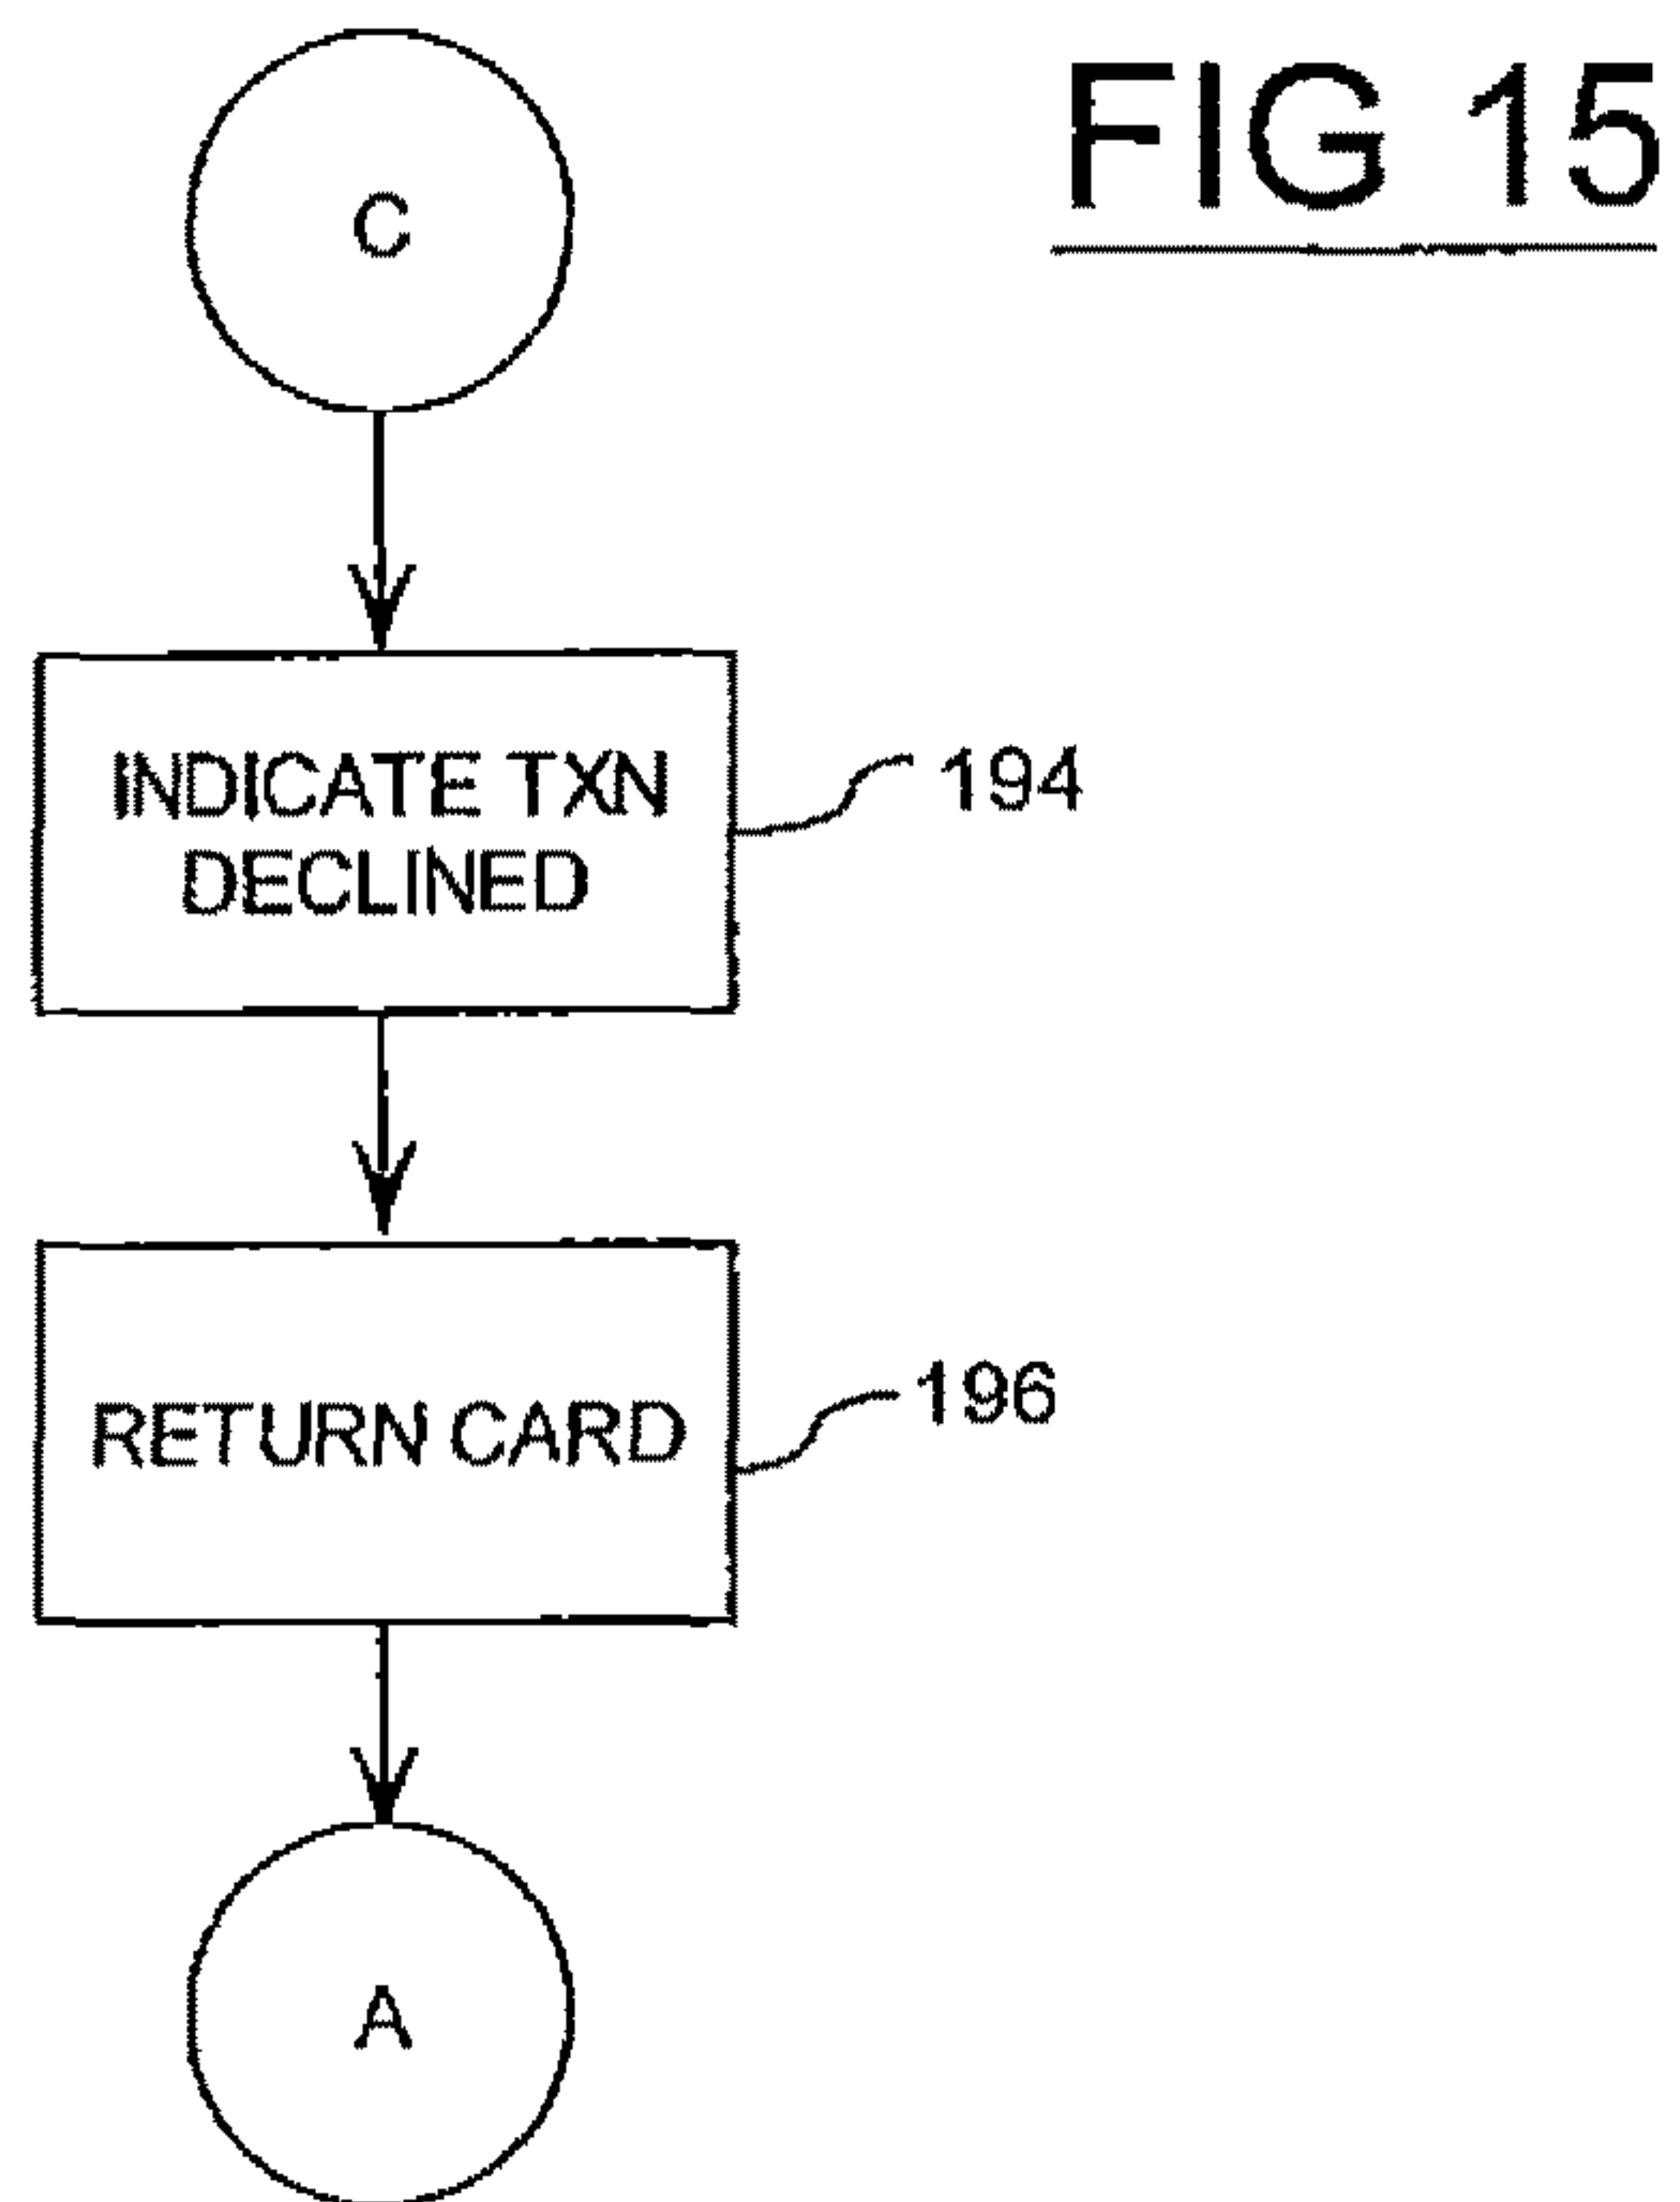 FIG 15
C
INDICATE TXN
DECLINED
194
RETURN CARD
196
A